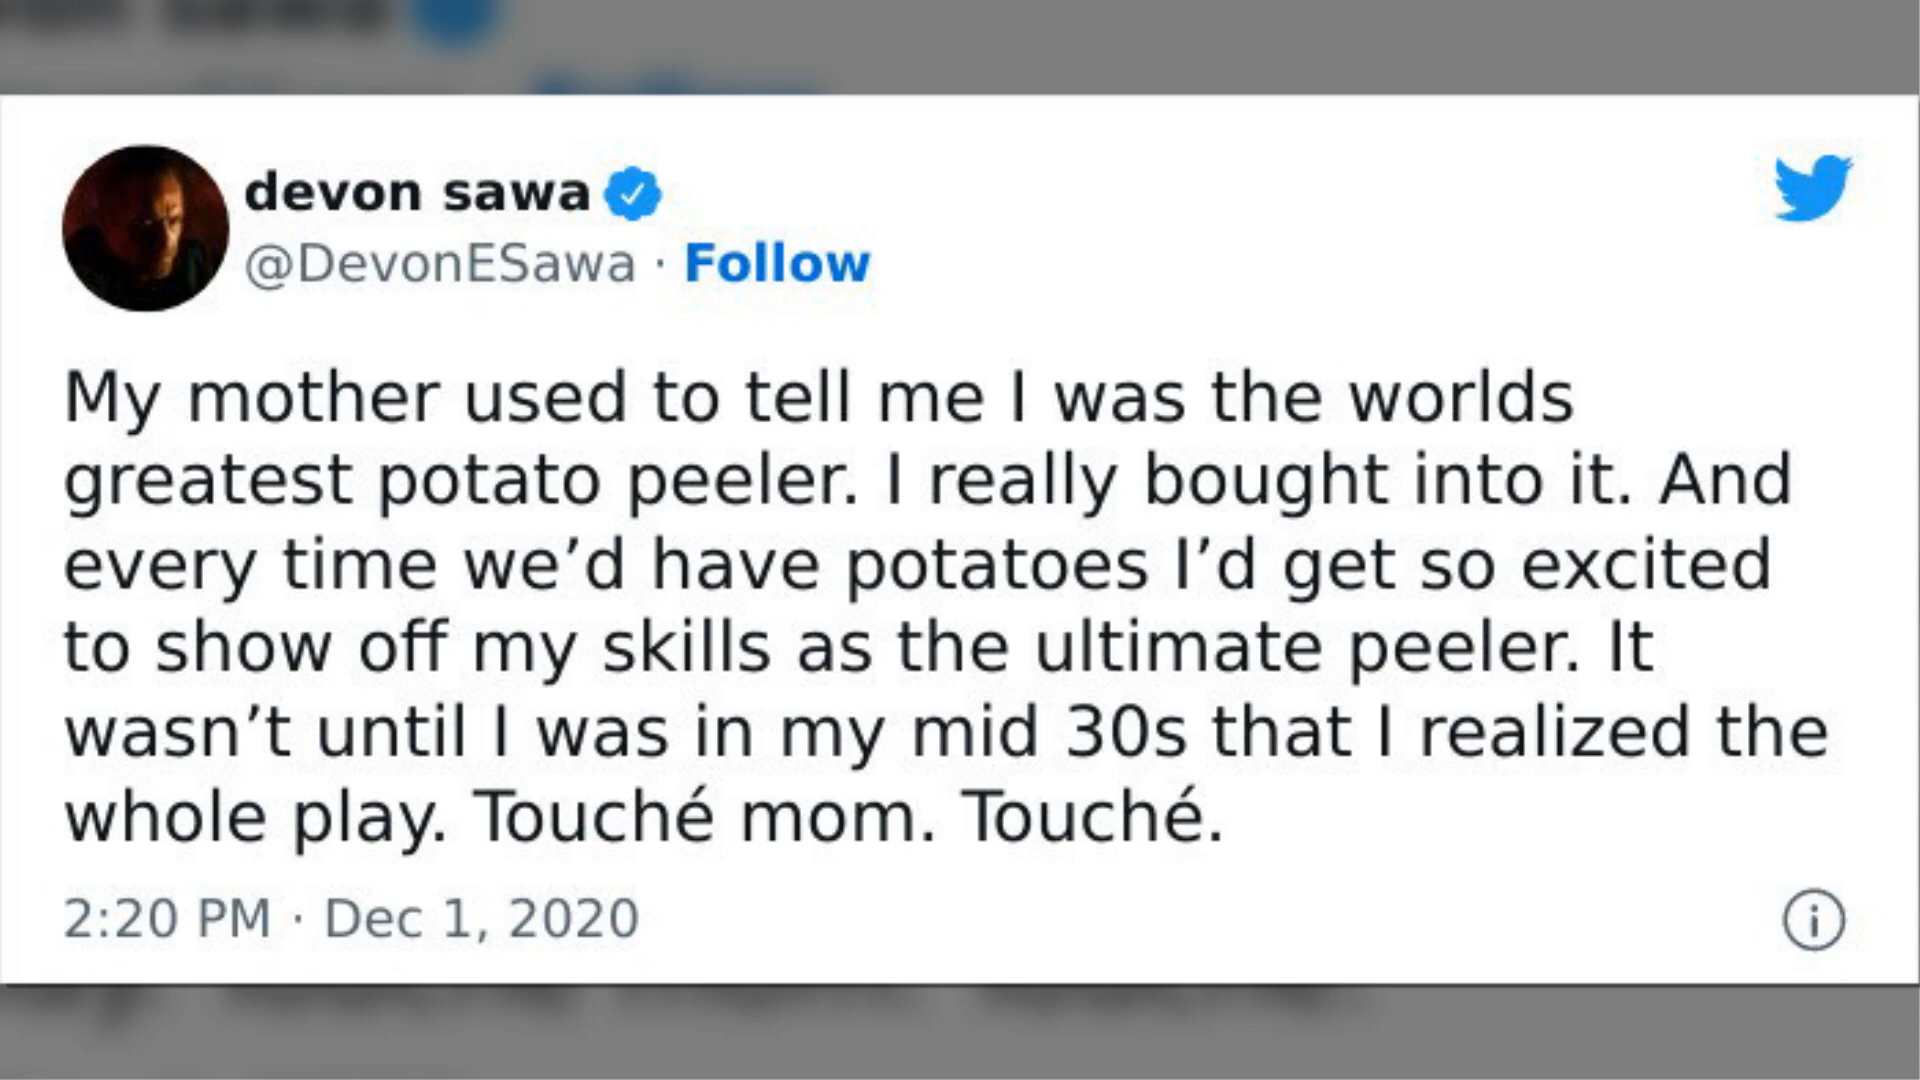 devon sawa
@DevonESawa · Follow
My mother used to tell me I was the worlds
greatest potato peeler. I really bought into it. And
every time we’d have potatoes I’d get so excited
to show off my skills as the ultimate peeler. It
wasn’t until I was in my mid 30s that I realized the
whole play. Touché mom. Touché.
2:20 PM · Dec 1, 2020